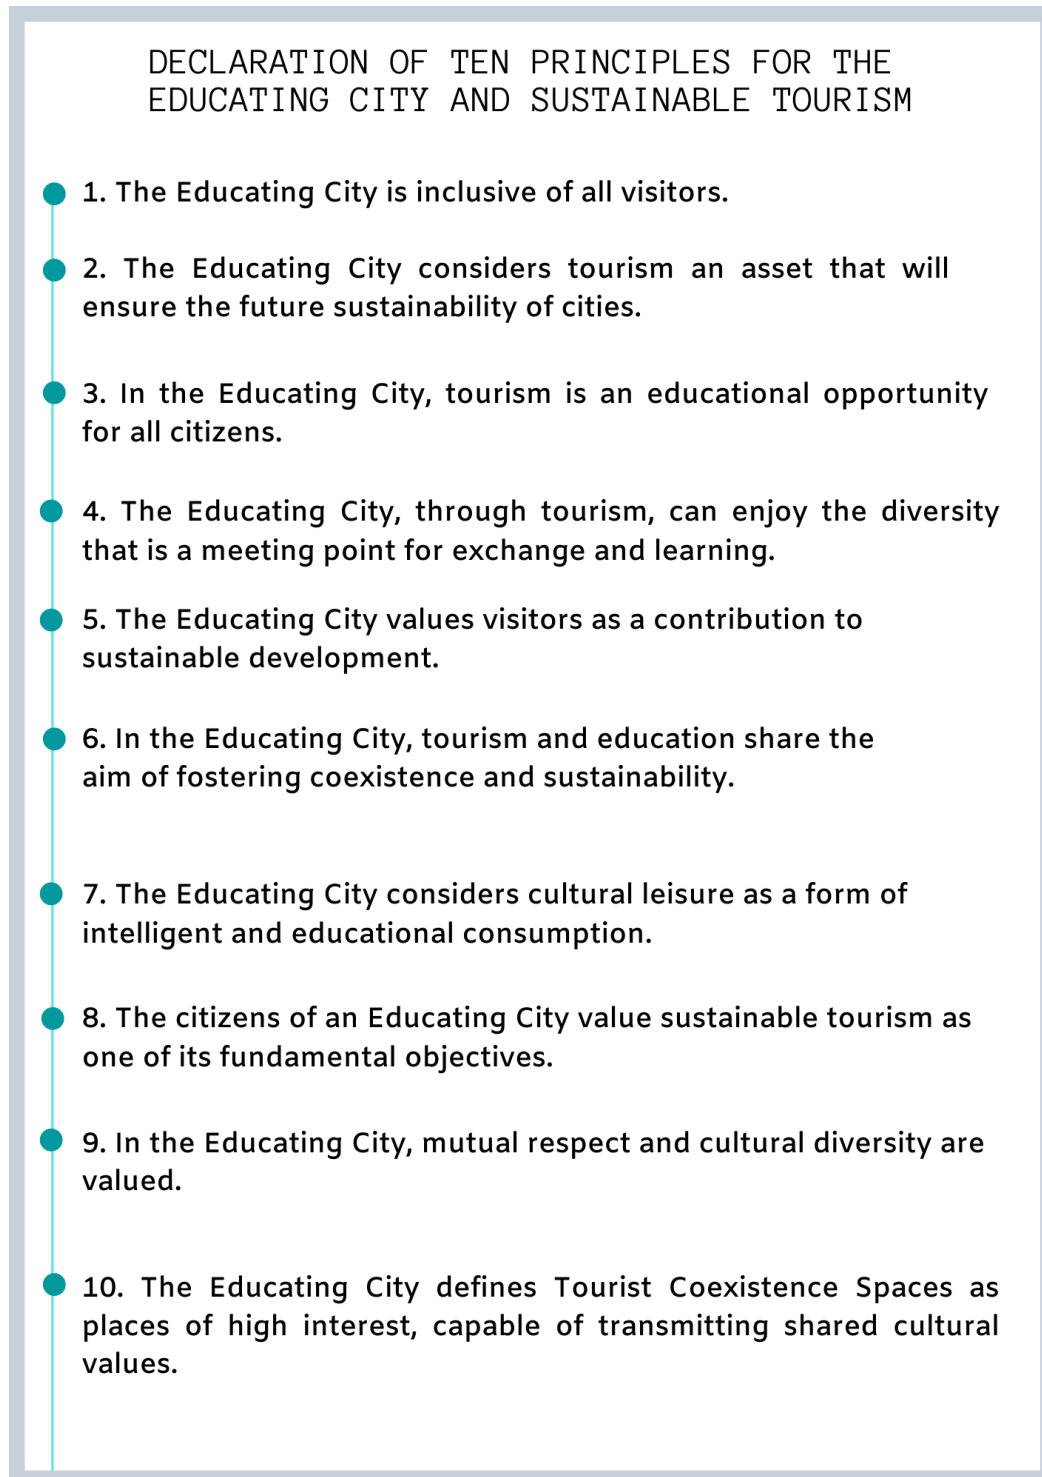 DECLARATION OF TEN PRINCIPLES FOR THE
EDUCATING CITY AND SUSTAINABLE TOURISM
1. The Educating City is inclusive of all visitors.
2. The Educating City considers tourism an asset that will
ensure the future sustainability of cities.
3. In the Educating City, tourism is an educational opportunity
for all citizens.
4. The Educating City, through tourism, can enjoy the diversity
that is a meeting point for exchange and learning.
5. The Educating City values visitors as a contribution to
sustainable development.
6. In the Educating City, tourism and education share the
aim of fostering coexistence and sustainability.
7. The Educating City considers cultural leisure as a form of
intelligent and educational consumption.
8. The citizens of an Educating City value sustainable tourism as
one of its fundamental objectives.
9. In the Educating City, mutual respect and cultural diversity are
valued.
10. The Educating City defines Tourist Coexistence Spaces as
places of high interest, capable of transmitting shared cultural
values.